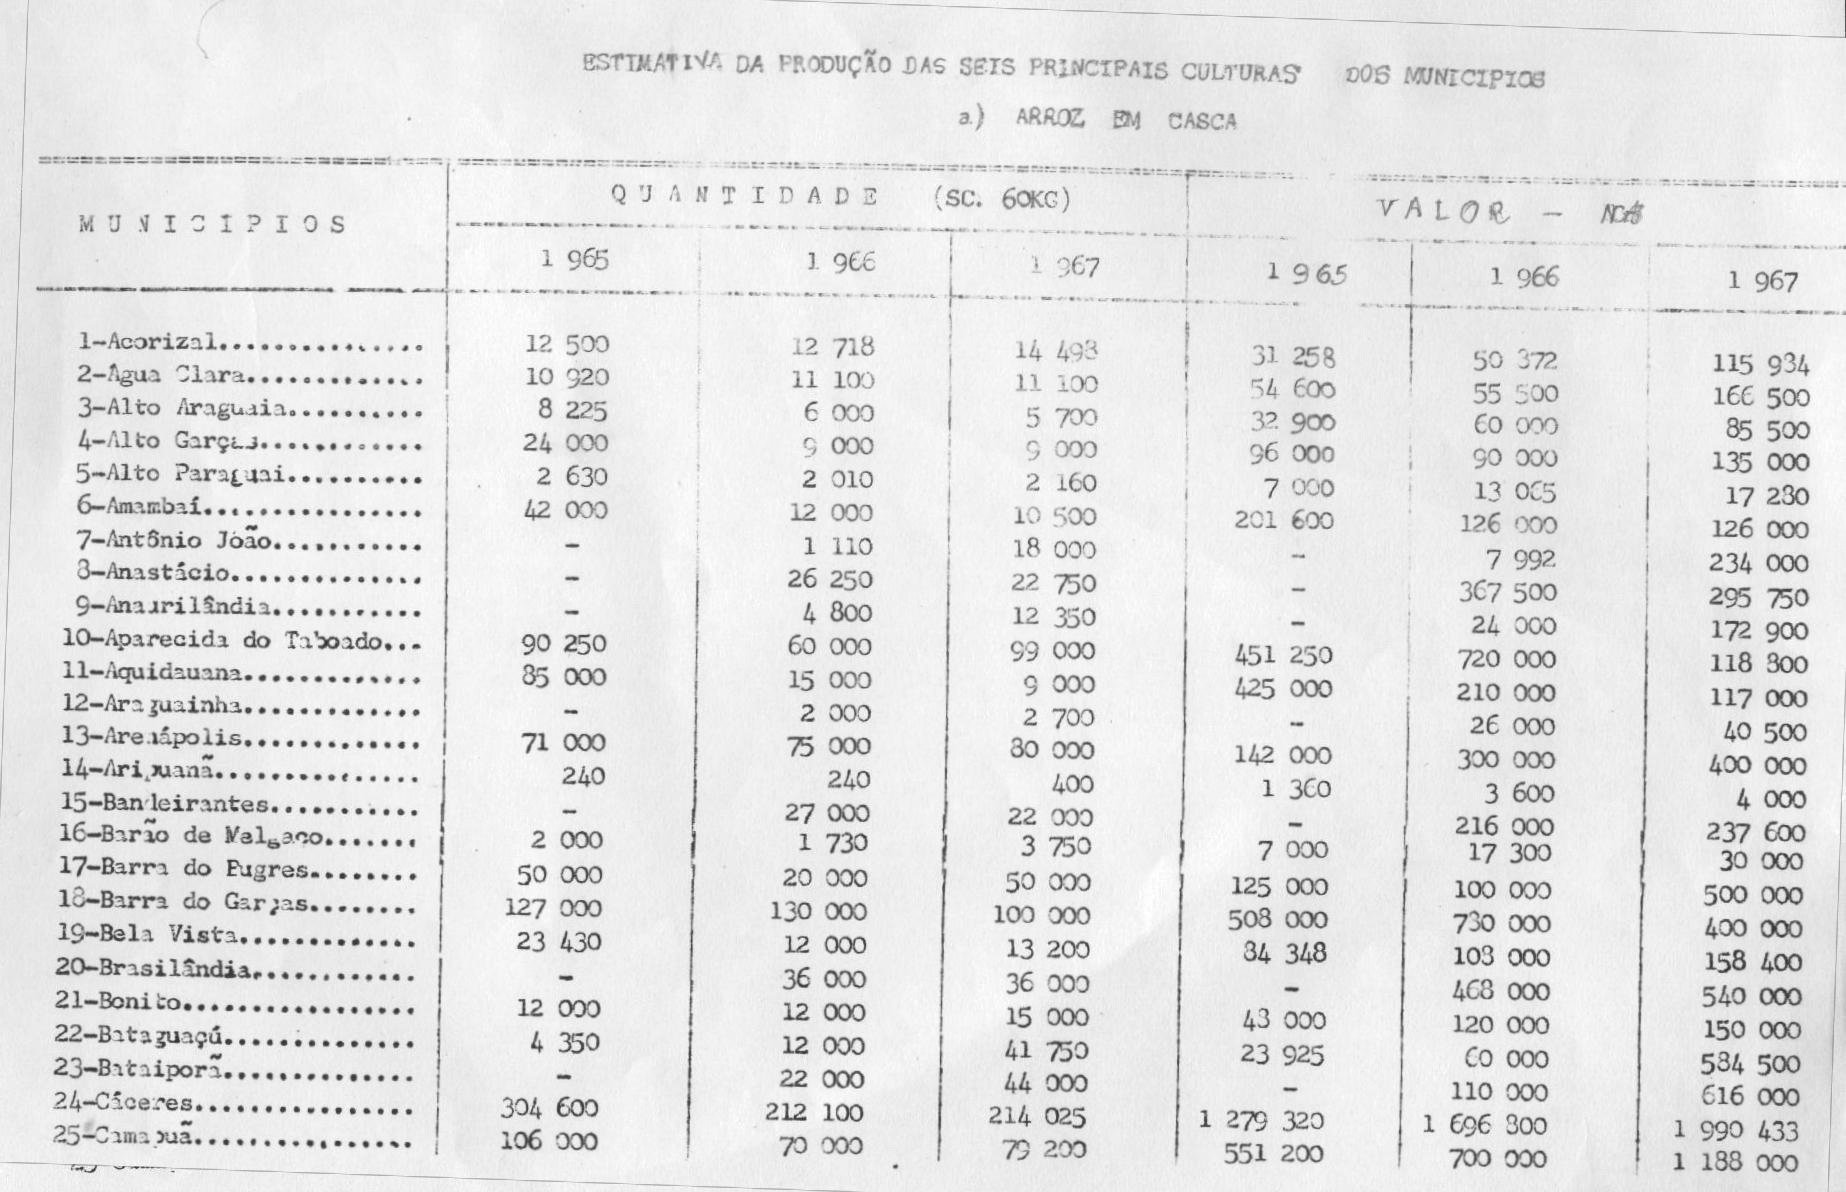 ESTIMATIVA DA PRODUÇÃO DAS SEIS PRINCIPAIS CULTURAS DOS MUNICIPIOS
a) ARROZ EM CASCA
MUNICIPIOS QUANTIDADE (SC. 60KG) VALOR - NCr$
1 965 1 966 1 967 1 965 1 966 1 967
1-Acorizal............... 12 500 12 718 14 498 31 258 50 372 115 934
2-Água Clara............. 10 920 11 100 11 100 54 600 55 500 166 500
3-Alto Araguaia.......... 8 225 6 000 5 700 32 900 60 000 85 500
4-Alto Garças............ 24 000 9 000 9 000 96 000 90 000 135 000
5-Alto Paraguai.......... 2 630 2 010 2 160 7 000 13 065 17 280
6-Amambaí................ 42 000 12 000 10 500 201 600 126 000 126 000
7-Antônio João........... - 1 110 18 000 - 7 992 234 000
8-Anastácio.............. - 26 250 22 750 - 367 500 295 750
9-Anaurilândia........... - 4 800 12 350 - 24 000 172 900
10-Aparecida do Taboado... 90 250 60 000 99 000 451 250 720 000 118 800
11-Aquidauana............. 85 000 15 000 9 000 425 000 210 000 117 000
12-Araguainha............. - 2 000 2 700 - 26 000 40 500
13-Arenápolis............. 71 000 75 000 80 000 142 000 300 000 400 000
14-Aripuanã............... 240 240 400 1 360 3 600 4 000
15-Bandeirantes........... - 27 000 22 000 - 216 000 237 600
16-Barão de Melgaço....... 2 000 1 730 3 750 7 000 17 300 30 000
17-Barra do Bugres........ 50 000 20 000 50 000 125 000 100 000 500 000
18-Barra do Garças........ 127 000 130 000 100 000 508 000 730 000 400 000
19-Bela Vista............. 23 430 12 000 13 200 84 348 108 000 158 400
20-Brasilândia............ - 36 000 36 000 - 468 000 540 000
21-Bonito................. 12 000 12 000 15 000 43 000 120 000 150 000
22-Bataguaçú.............. 4 350 12 000 41 750 23 925 60 000 584 500
23-Bataiporã.............. - 22 000 44 000 - 110 000 616 000
24-Cáceres................ 304 600 212 100 214 025 1 279 320 1 696 800 1 990 433
25-Camapuã................ 106 000 70 000 79 200 551 200 700 000 1 188 000